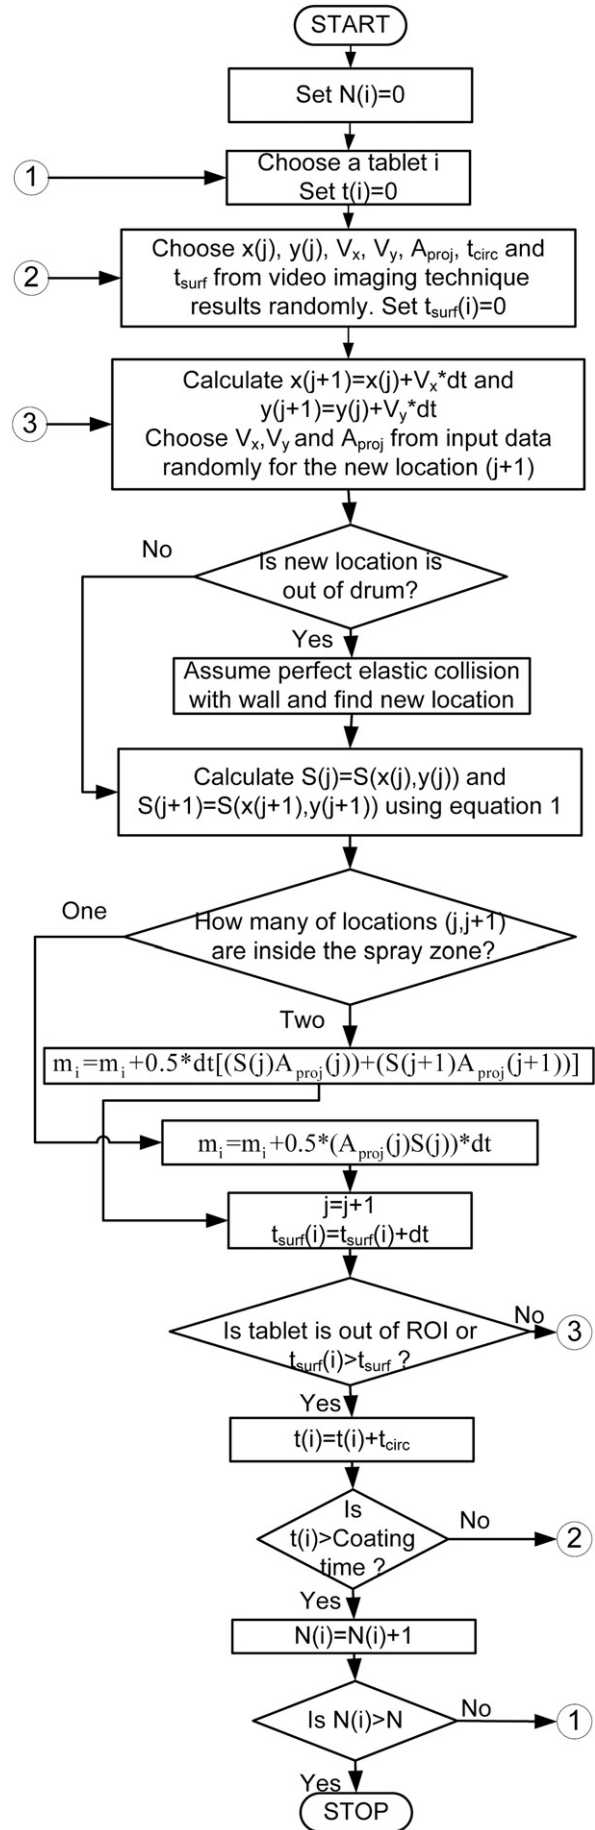 START
Set N(i)=0
1
Choose a tablet i
Set t(i)=0
2
Choose x(j), y(j), Vx, Vy, Aproj, tcirc and
tsurf from video imaging technique
results randomly. Set tsurf(i)=0
3
Calculate x(j+1)=x(j)+Vx*dt and
y(j+1)=y(j)+Vy*dt
Choose Vx,Vy and Aproj from input data
randomly for the new location (j+1)
No
Is new location is
out of drum?
Yes
Assume perfect elastic collision
with wall and find new location
Calculate S(j)=S(x(j),y(j)) and
S(j+1)=S(x(j+1),y(j+1)) using equation 1
One
How many of locations (j,j+1)
are inside the spray zone?
Two
mi=mi+0.5*dt[(S(j)Aproj(j))+(S(j+1)Aproj(j+1))]
mi=mi+0.5*(Aproj(j)S(j))*dt
j=j+1
tsurf(i)=tsurf(i)+dt
No
3
Is tablet is out of ROI or
tsurf(i)>tsurf ?
Yes
t(i)=t(i)+tcirc
Is
t(i)>Coating
time ?
No
2
Yes
N(i)=N(i)+1
Is N(i)>N
No
1
Yes
STOP